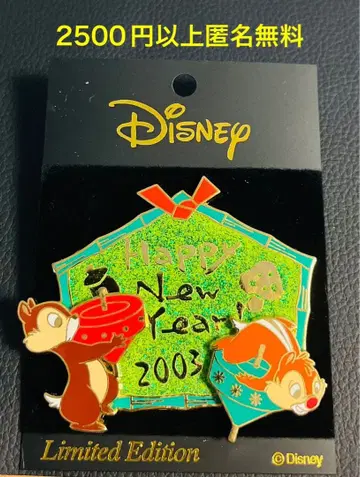 2500円以上匿名無料
DISNEY
Happy
New
Year!
2003
Limited Edition
©Disney